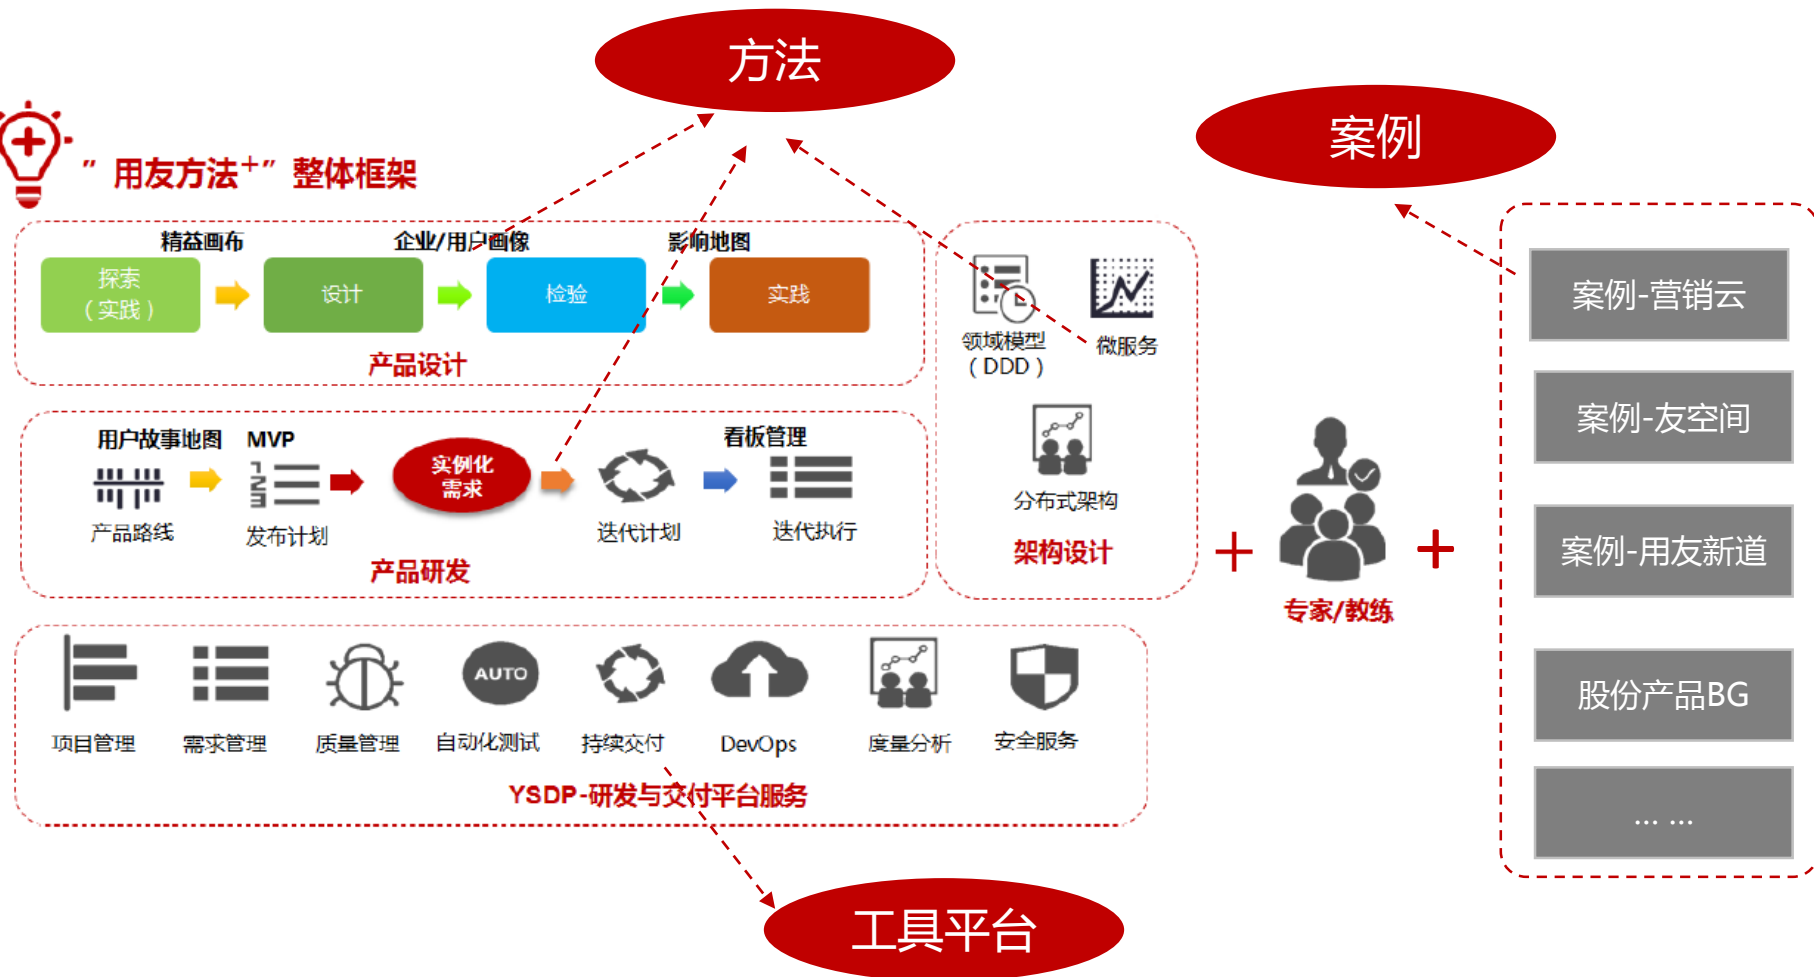 方法
案例
”用友方法⁺”整体框架
精益画布
企业/用户画像
影响地图
探索
（实践）
设计
检验
实践
产品设计
用户故事地图
MVP
看板管理
实例化
需求
产品路线
发布计划
迭代计划
迭代执行
产品研发
领域模型
（DDD）
微服务
分布式架构
架构设计
专家/教练
案例-营销云
案例-友空间
案例-用友新道
股份产品BG
... ...
AUTO
项目管理
需求管理
质量管理
自动化测试
持续交付
DevOps
度量分析
安全服务
YSDP-研发与交付平台服务
工具平台